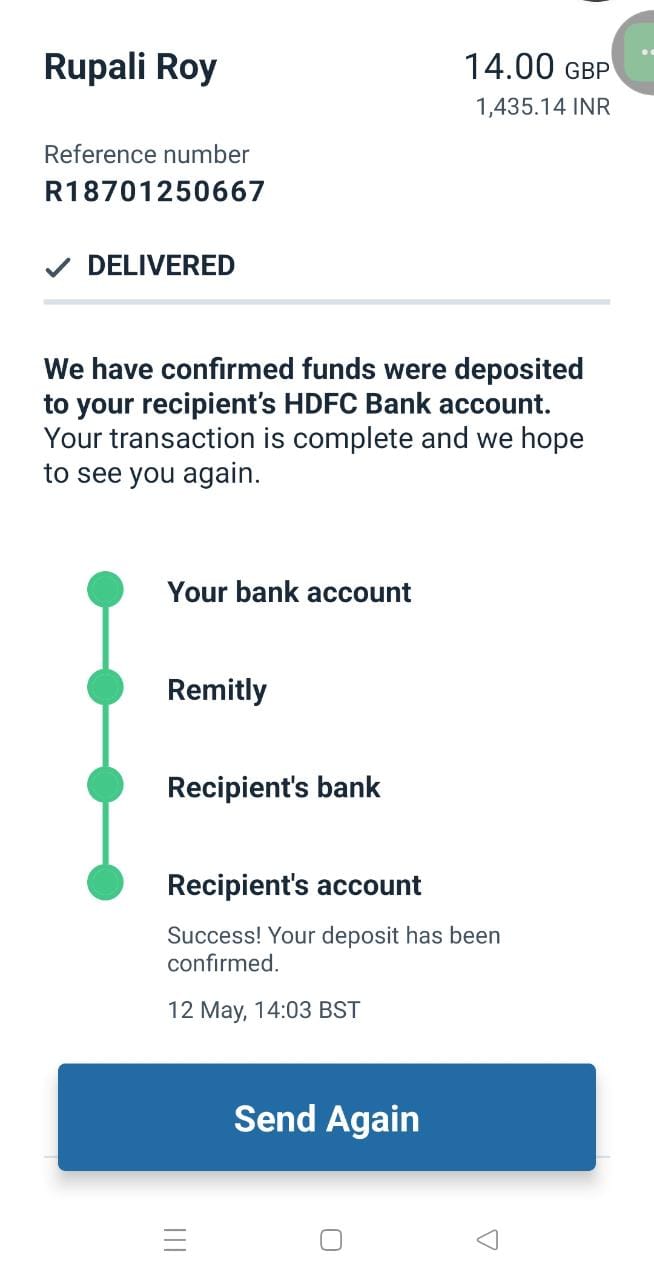 Rupali Roy
14.00 GBP
1,435.14 INR
Reference number
R18701250667
DELIVERED
We have confirmed funds were deposited
to your recipient’s HDFC Bank account.
Your transaction is complete and we hope
to see you again.
Your bank account
Remitly
Recipient's bank
Recipient's account
Success! Your deposit has been
confirmed.
12 May, 14:03 BST
Send Again